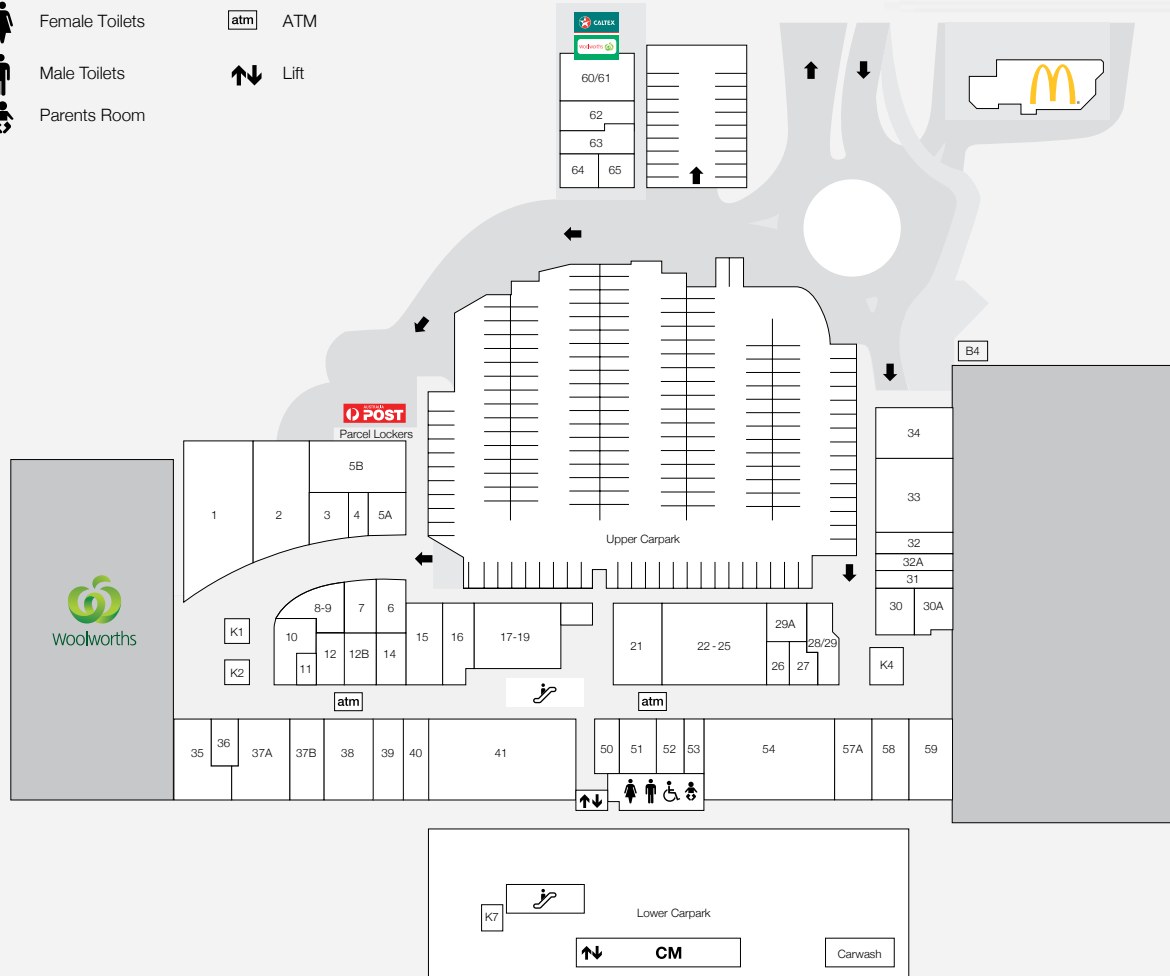 Female Toilets
atm
ATM
Male Toilets
Lift
Parents Room
CALTEX
woolworths
60/61
62
63
64
65
B4
AUSTRALIA
POST
Parcel Lockers
34
5B
33
1
2
3
4
5A
Upper Carpark
32
32A
31
30
30A
8-9
7
6
K1
10
12
12B
14
15
16
17-19
21
22 - 25
29A
28/29
26
27
K2
11
K4
atm
atm
Woolworths
35
36
37A
37B
38
39
40
41
50
51
52
53
54
57A
58
59
K7
Lower Carpark
CM
Carwash